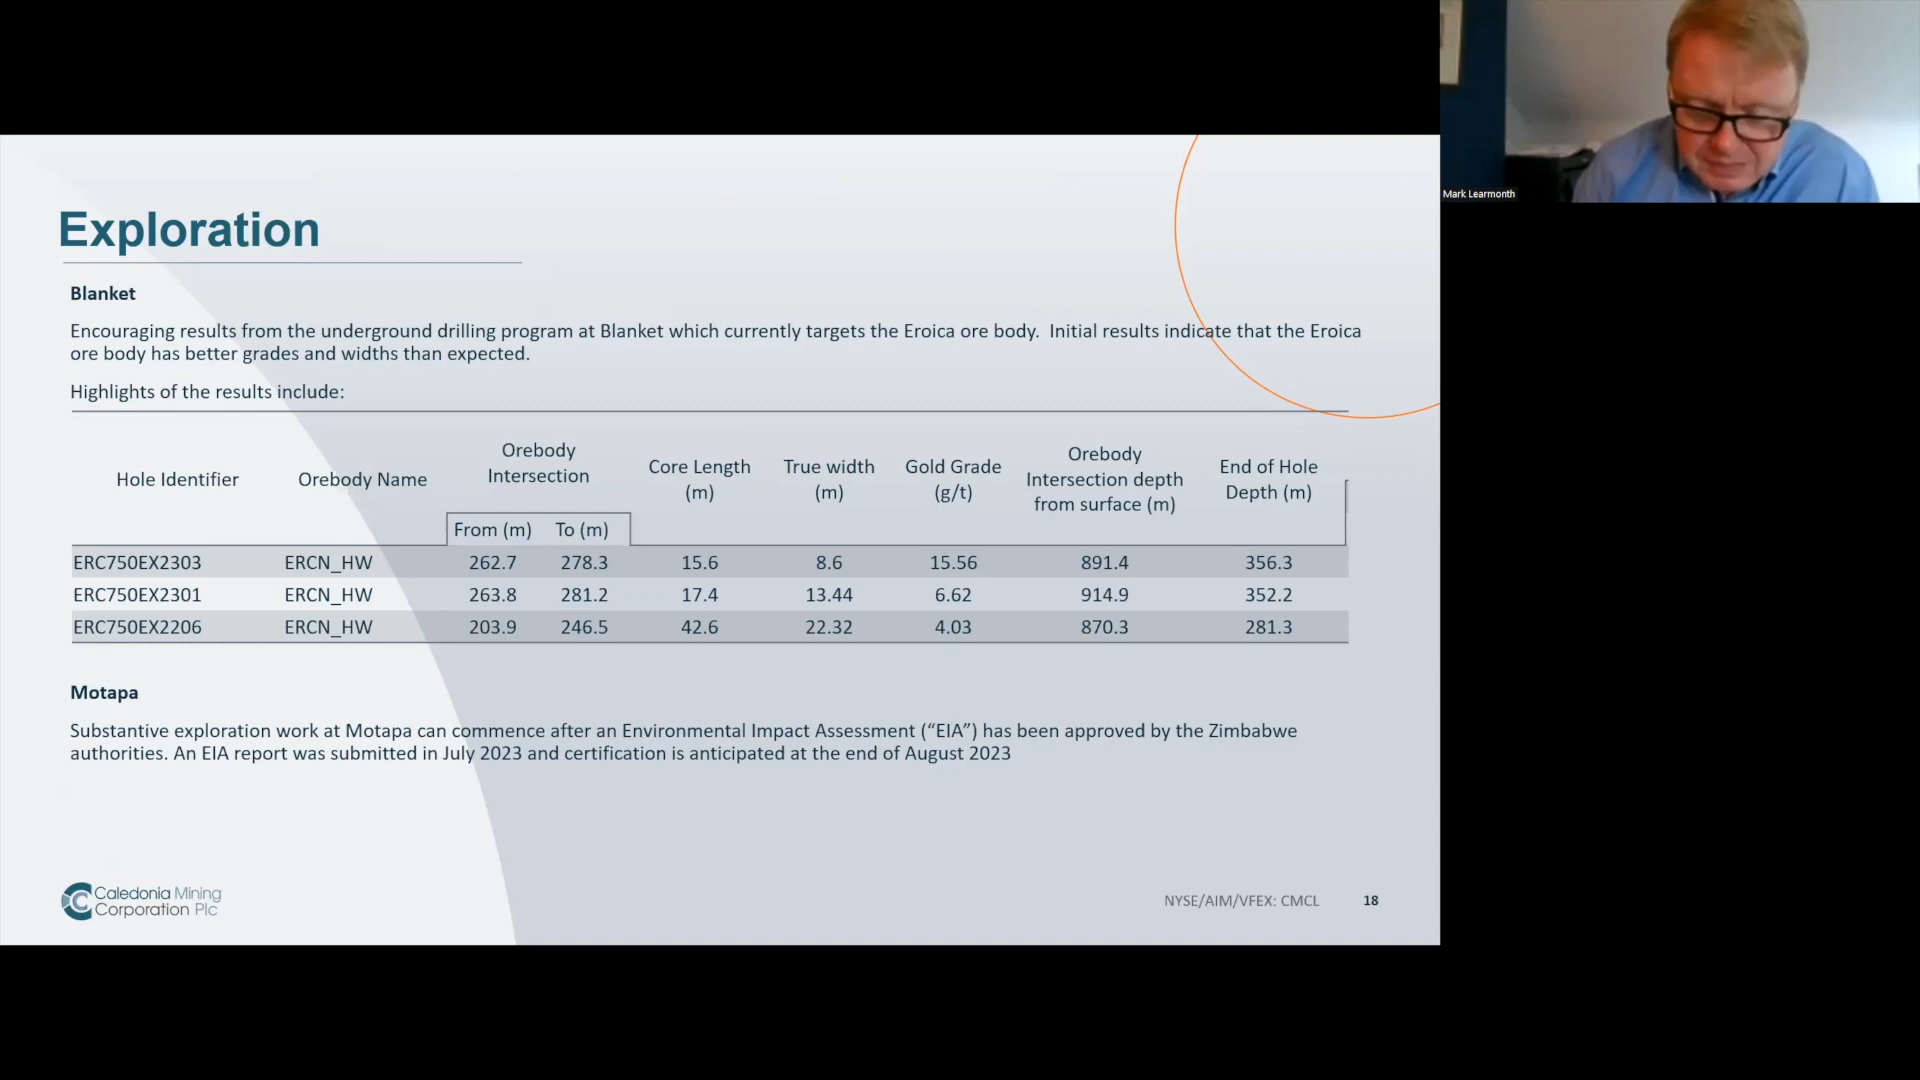 Mark Learmonth
Exploration
Blanket
Encouraging results from the underground drilling program at Blanket which currently targets the Eroica ore body.  Initial results indicate that the Eroica
ore body has better grades and widths than expected.
Highlights of the results include:
Hole Identifier Orebody Name Orebody Intersection Core Length (m) True width (m) Gold Grade (g/t) Orebody Intersection depth from surface (m) End of Hole Depth (m)
From (m) To (m)
ERC750EX2303 ERCN_HW 262.7 278.3 15.6 8.6 15.56 891.4 356.3
ERC750EX2301 ERCN_HW 263.8 281.2 17.4 13.44 6.62 914.9 352.2
ERC750EX2206 ERCN_HW 203.9 246.5 42.6 22.32 4.03 870.3 281.3
Motapa
Substantive exploration work at Motapa can commence after an Environmental Impact Assessment (“EIA”) has been approved by the Zimbabwe
authorities. An EIA report was submitted in July 2023 and certification is anticipated at the end of August 2023
Caledonia Mining
Corporation Plc
NYSE/AIM/VFEX: CMCL 18